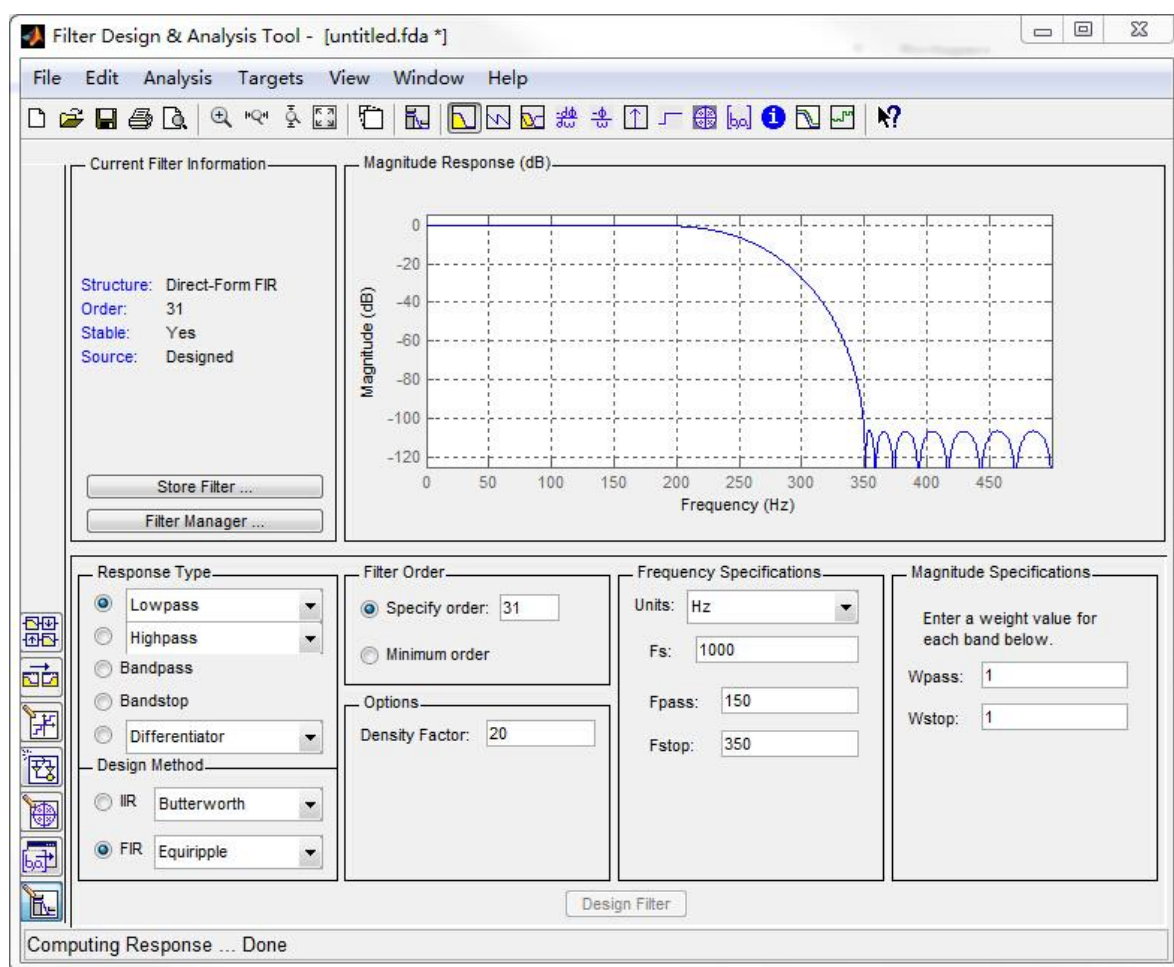 Filter Design & Analysis Tool - [untitled.fda *]
File Edit Analysis Targets View Window Help
Current Filter Information
Structure: Direct-Form FIR
Order: 31
Stable: Yes
Source: Designed
Store Filter ...
Filter Manager ...
Magnitude Response (dB)
Magnitude (dB)
0
-20
-40
-60
-80
-100
-120
0 50 100 150 200 250 300 350 400 450
Frequency (Hz)
Response Type
Lowpass
Highpass
Bandpass
Bandstop
Differentiator
Design Method
IIR Butterworth
FIR Equiripple
Filter Order
Specify order: 31
Minimum order
Options
Density Factor: 20
Frequency Specifications
Units: Hz
Fs: 1000
Fpass: 150
Fstop: 350
Magnitude Specifications
Enter a weight value for
each band below.
Wpass: 1
Wstop: 1
Design Filter
Computing Response ... Done